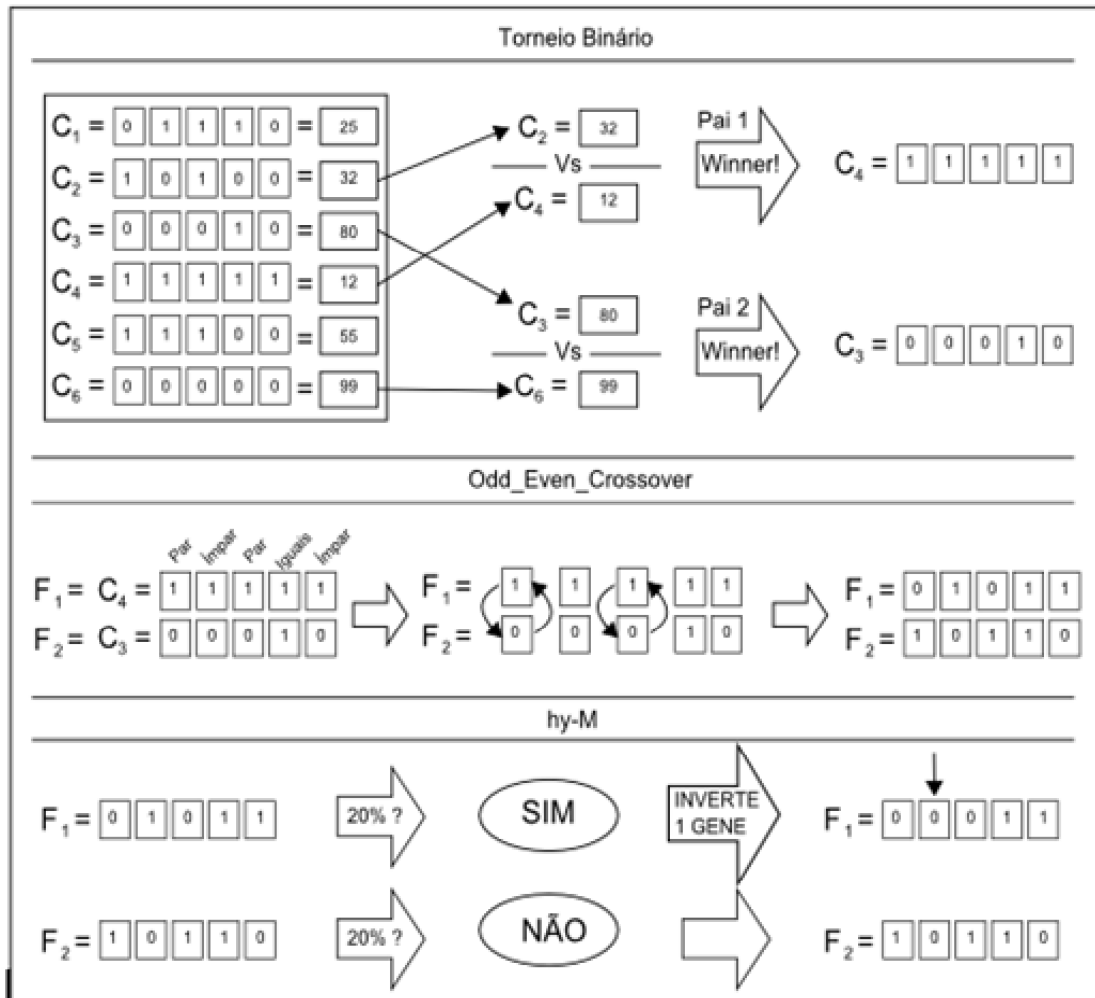 Torneio Binário
C1 = 0 1 1 1 0 = 25
C2 = 1 0 1 0 0 = 32
C3 = 0 0 0 1 0 = 80
C4 = 1 1 1 1 1 = 12
C5 = 1 1 1 0 0 = 55
C6 = 0 0 0 0 0 = 99
C2 = 32
Vs
C4 = 12
Pai 1
Winner!
C4 = 1 1 1 1 1
C3 = 80
Vs
C6 = 99
Pai 2
Winner!
C3 = 0 0 0 1 0
Odd_Even_Crossover
Par Ímpar Par Iguais Ímpar
F1 = C4 = 1 1 1 1 1
F2 = C3 = 0 0 0 1 0
F1 = 1 1 1 1 1
F2 = 0 0 0 1 0
F1 = 0 1 0 1 1
F2 = 1 0 1 1 0
hy-M
F1 = 0 1 0 1 1
20% ?
SIM
INVERTE
1 GENE
F1 = 0 0 0 1 1
F2 = 1 0 1 1 0
20% ?
NÃO
F2 = 1 0 1 1 0